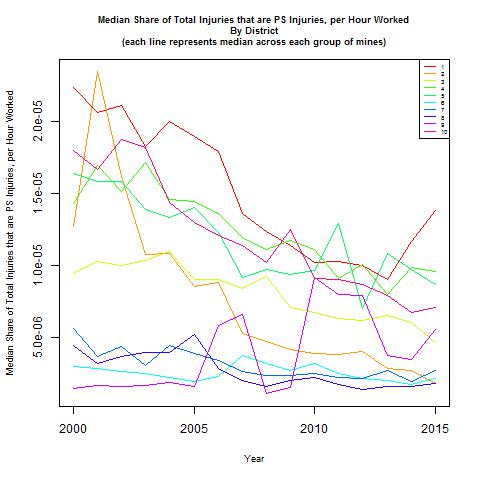 Median Share of Total Injuries that are PS Injuries, per Hour Worked
By District
(each line represents median across each group of mines)
Median Share of Total Injuries that are PS Injuries, per Hour Worked
2.0e-05
1.5e-05
1.0e-05
5.0e-06
1
2
3
4
5
6
7
8
9
10
2000
2005
2010
2015
Year